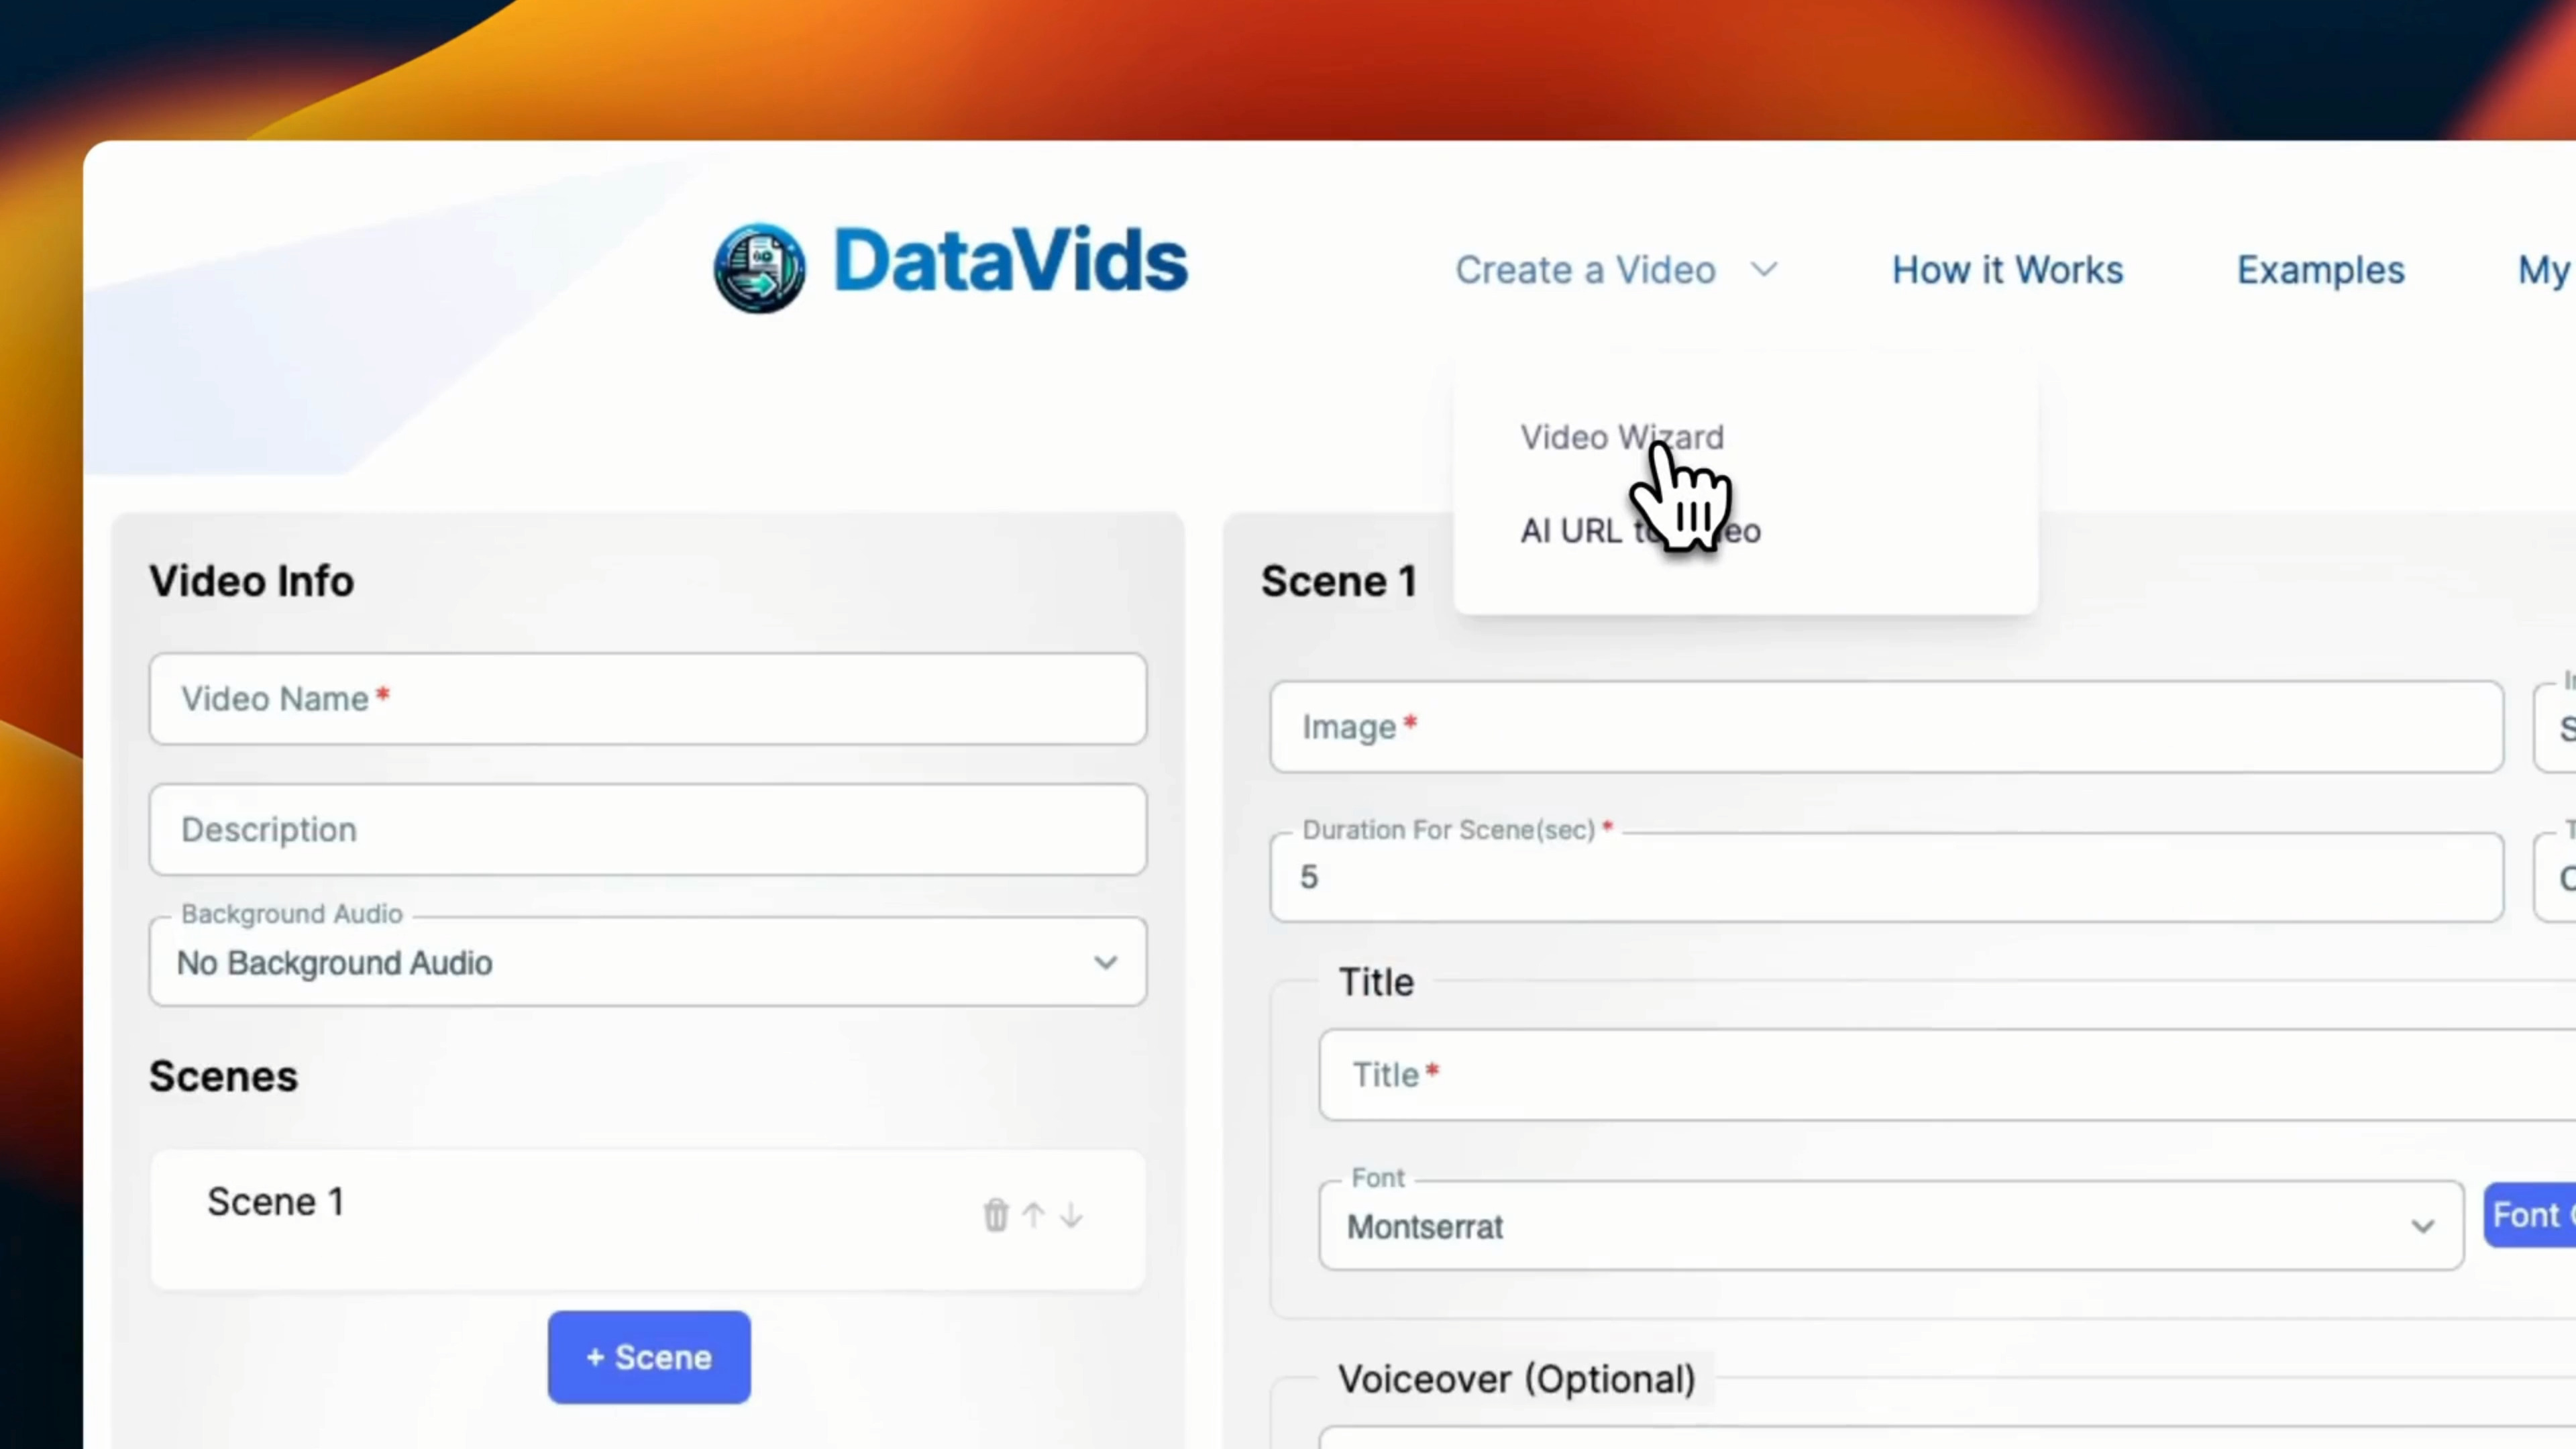 DataVids
Create a Video
How it Works
Examples
My
Video Wizard
AI URL
Video Info
Video Name *
Description
Background Audio
No Background Audio
Scenes
Scene 1
+ Scene
Scene 1
Image *
Duration For Scene(sec) *
5
Title
Title *
Font
Montserrat
Font
Voiceover (Optional)